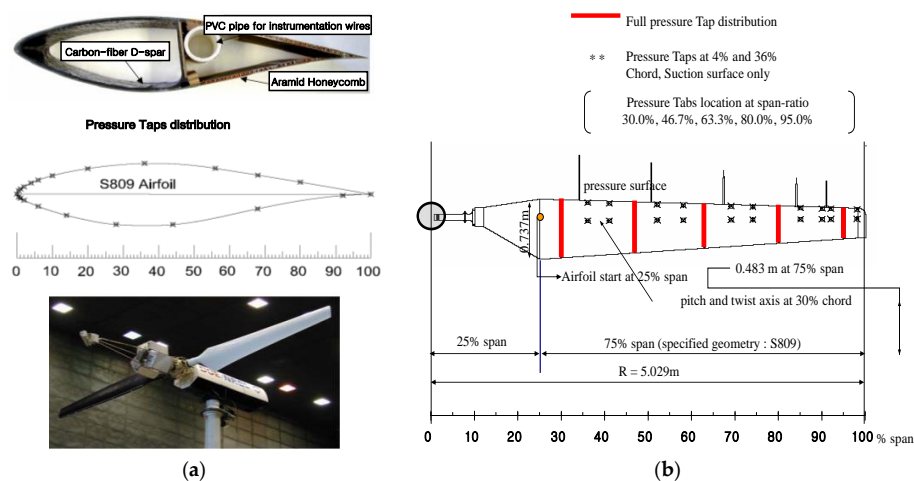 PVC pipe for instrumentation wires
Carbon-fiber D-spar
Aramid Honeycomb
Pressure Taps distribution
S809 Airfoil
0 10 20 30 40 50 60 70 80 90 100
(a)
Full pressure Tap distribution
** Pressure Taps at 4% and 36%
Chord, Suction surface only
Pressure Tabs location at span-ratio
30.0%, 46.7%, 63.3%, 80.0%, 95.0%
pressure surface
0.737m
Airfoil start at 25% span
0.483 m at 75% span
pitch and twist axis at 30% chord
25% span
75% span (specified geometry : S809)
R = 5.029m
0 10 20 30 40 50 60 70 80 90 100 % span
(b)